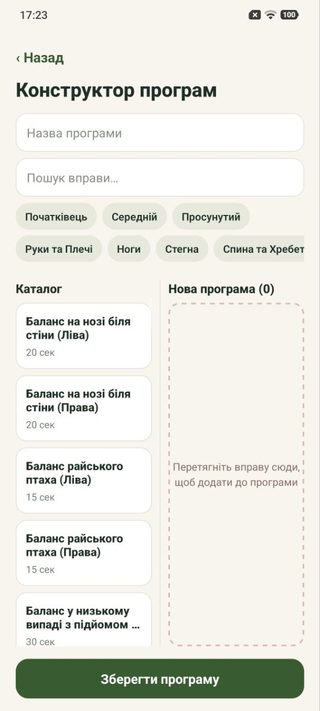 17:23
100
‹ Назад
Конструктор програм
Назва програми
Пошук вправи...
Початківець Середній Просунутий
Руки та Плечі Ноги Стегна Спина та Хребет
Каталог
Баланс на нозі біля
стіни (Ліва)
20 сек
Баланс на нозі біля
стіни (Права)
20 сек
Баланс райського
птаха (Ліва)
15 сек
Баланс райського
птаха (Права)
15 сек
Баланс у низькому
випаді з підйомом ...
30 сек
Нова програма (0)
Перетягніть вправу сюди,
щоб додати до програми
Зберегти програму